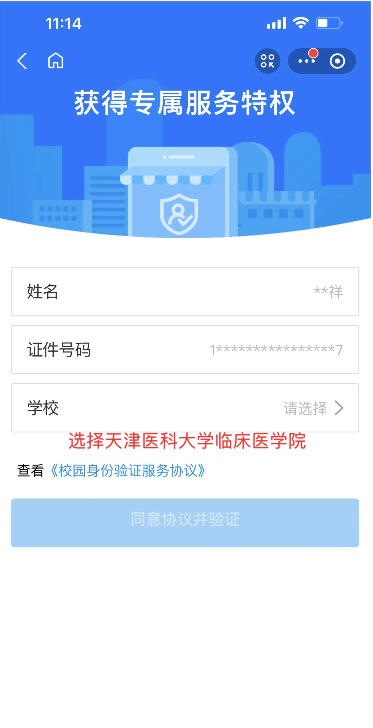 11:14
获得专属服务特权
姓名 **祥
证件号码 1****************7
学校 请选择
选择天津医科大学临床医学院
查看《校园身份验证服务协议》
同意协议并验证